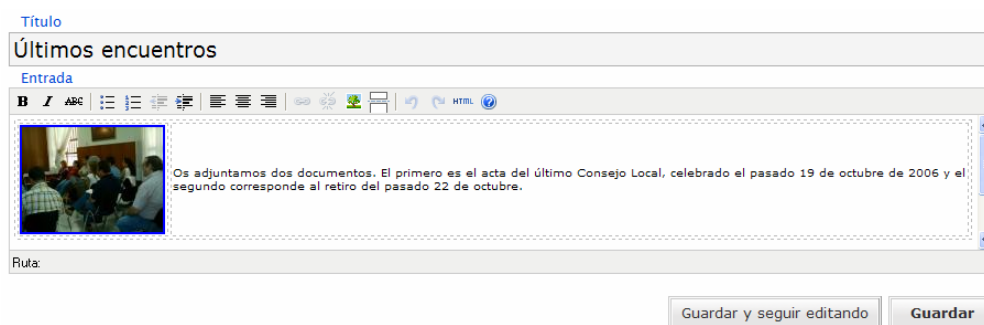 Título
Últimos encuentros
Entrada
B I ABC HTML
Os adjuntamos dos documentos. El primero es el acta del último Consejo Local, celebrado el pasado 19 de octubre de 2006 y el
segundo corresponde al retiro del pasado 22 de octubre.
Ruta:
Guardar y seguir editando Guardar